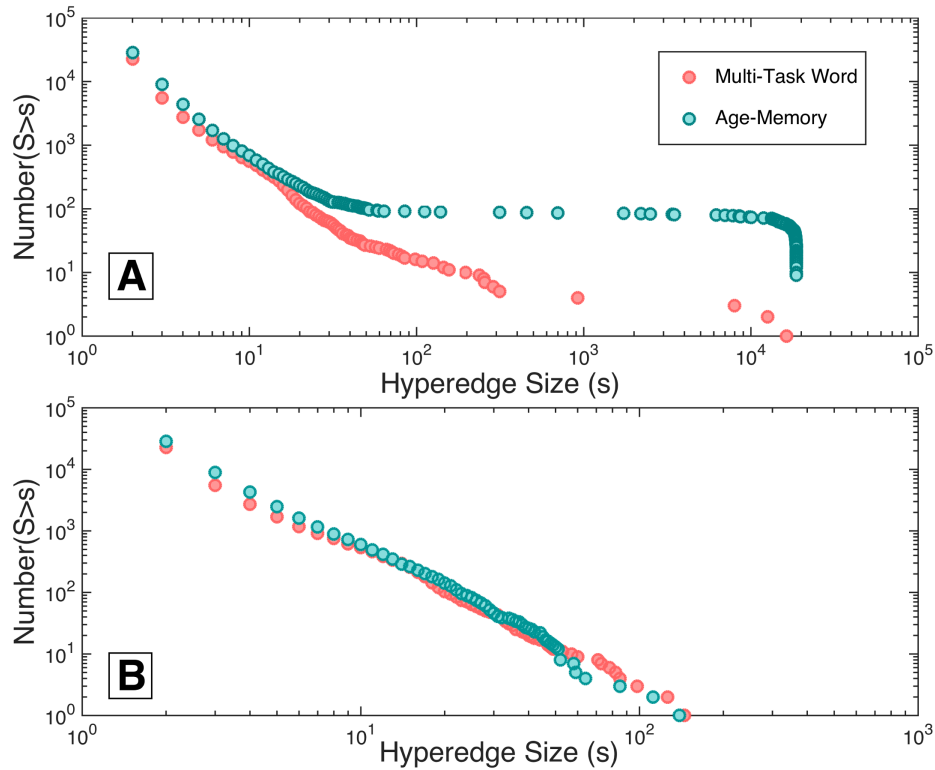 10^5
10^4
10^3
10^2
10^1
10^0
Number(S>s)
Multi-Task Word
Age-Memory
A
10^0 10^1 10^2 10^3 10^4 10^5
Hyperedge Size (s)
10^5
10^4
10^3
10^2
10^1
10^0
Number(S>s)
B
10^0 10^1 10^2 10^3
Hyperedge Size (s)